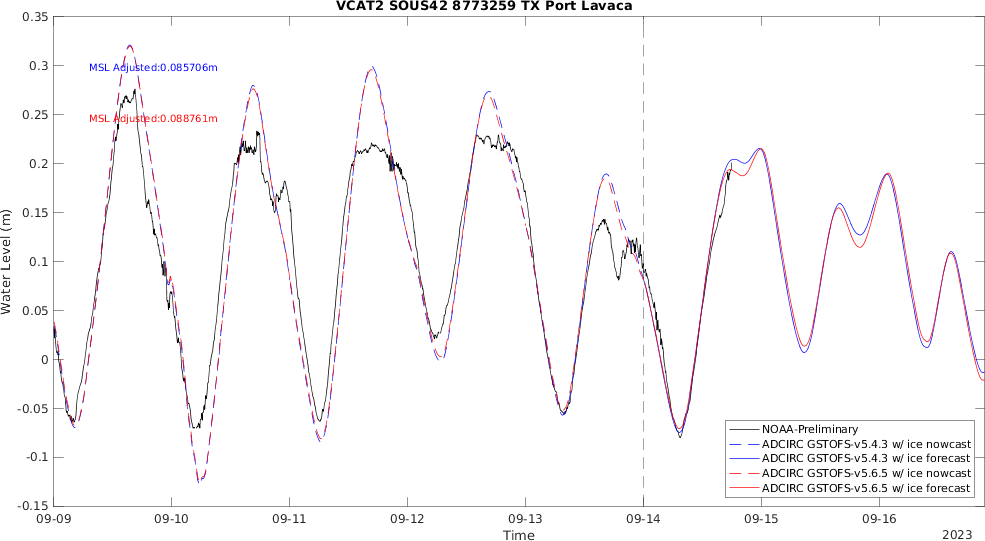 VCAT2 SOUS42 8773259 TX Port Lavaca
0.35
0.3
0.25
0.2
0.15
0.1
0.05
0
-0.05
-0.1
-0.15
Water Level (m)
MSL Adjusted:0.085706m
MSL Adjusted:0.088761m
NOAA-Preliminary
ADCIRC GSTOFS-v5.4.3 w/ ice nowcast
ADCIRC GSTOFS-v5.4.3 w/ ice forecast
ADCIRC GSTOFS-v5.6.5 w/ ice nowcast
ADCIRC GSTOFS-v5.6.5 w/ ice forecast
09-09 09-10 09-11 09-12 09-13 09-14 09-15 09-16
Time
2023